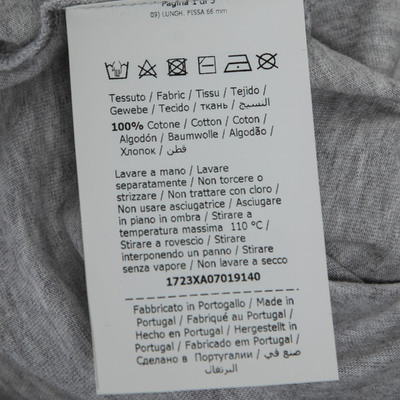 Pagina 1 di 5
09) LUNGH. FISSA 66 mm
Tessuto / Fabric / Tissu / Tejido /
Gewebe / Tecido / ткань / النسيج
100% Cotone / Cotton / Coton /
Algodón / Baumwolle / Algodão /
Хлопок / قطن
Lavare a mano / Lavare
separatamente / Non torcere o
strizzare / Non trattare con cloro /
Non usare asciugatrice / Asciugare
in piano in ombra / Stirare a
temperatura massima 110 °C /
Stirare a rovescio / Stirare
interponendo un panno / Stirare
senza vapore / Non lavare a secco
1723XA07019140
Fabbricato in Portogallo / Made in
Portugal / Fabriqué au Portugal /
Hecho en Portugal / Hergestellt in
Portugal / Fabricado em Portugal /
Сделано в Португалии / صنع في
البرتغال